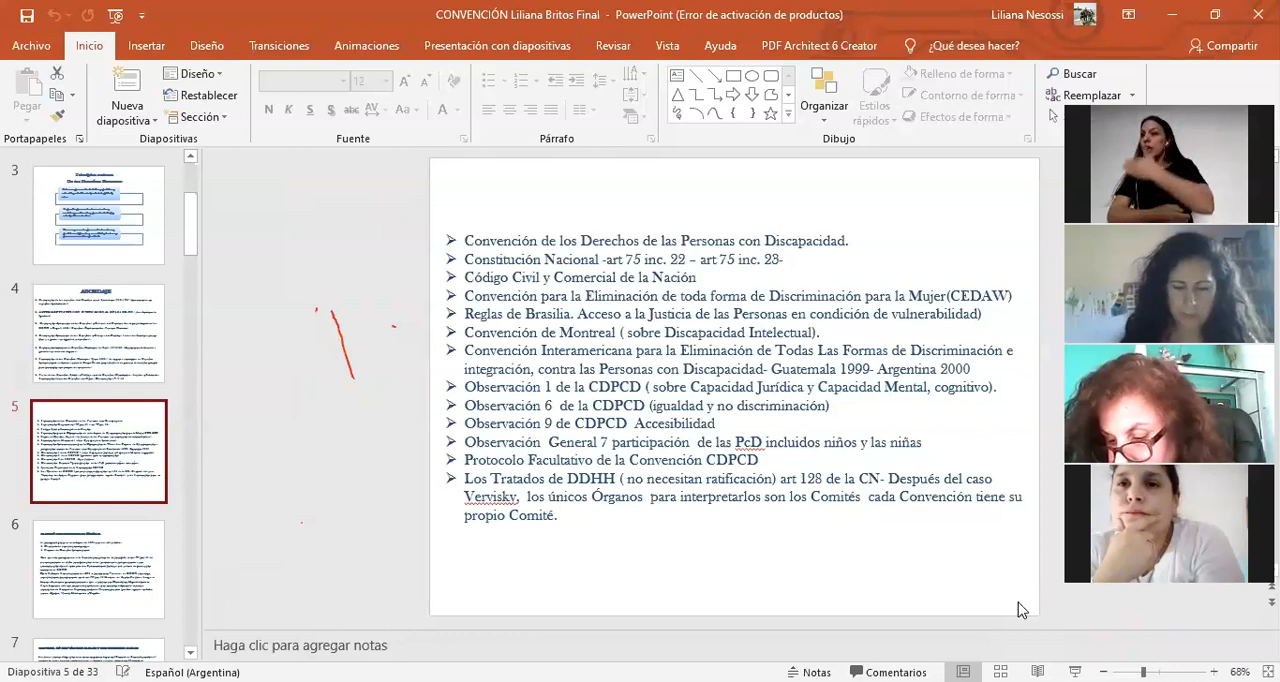 CONVENCIÓN Liliana Britos Final - PowerPoint (Error de activación de productos)
Liliana Nesossi
Archivo Inicio Insertar Diseño Transiciones Animaciones Presentación con diapositivas Revisar Vista Ayuda PDF Architect 6 Creator ¿Qué desea hacer? Compartir
Pegar
Portapapeles
Nueva
diapositiva
Diseño
Restablecer
Sección
Diapositivas
12
N K S S abc AV Aa A
Fuente
Párrafo
Organizar
Estilos
rápidos
Relleno de forma
Contorno de forma
Efectos de forma
Dibujo
Buscar
Reemplazar
3
4
ABORDAJE
5
6
7
Convención de los Derechos de las Personas con Discapacidad.
Constitución Nacional -art 75 inc. 22 – art 75 inc. 23-
Código Civil y Comercial de la Nación
Convención para la Eliminación de toda forma de Discriminación para la Mujer(CEDAW)
Reglas de Brasilia. Acceso a la Justicia de las Personas en condición de vulnerabilidad)
Convención de Montreal ( sobre Discapacidad Intelectual).
Convención Interamericana para la Eliminación de Todas Las Formas de Discriminación e
integración, contra las Personas con Discapacidad- Guatemala 1999- Argentina 2000
Observación 1 de la CDPCD ( sobre Capacidad Jurídica y Capacidad Mental, cognitivo).
Observación 6 de la CDPCD (igualdad y no discriminación)
Observación 9 de CDPCD Accesibilidad
Observación General 7 participación de las PcD incluidos niños y las niñas
Protocolo Facultativo de la Convención CDPCD
Los Tratados de DDHH ( no necesitan ratificación) art 128 de la CN- Después del caso
Vervisky, los únicos Órganos para interpretarlos son los Comités cada Convención tiene su
propio Comité.
Haga clic para agregar notas
Diapositiva 5 de 33
Español (Argentina)
Notas
Comentarios
68%